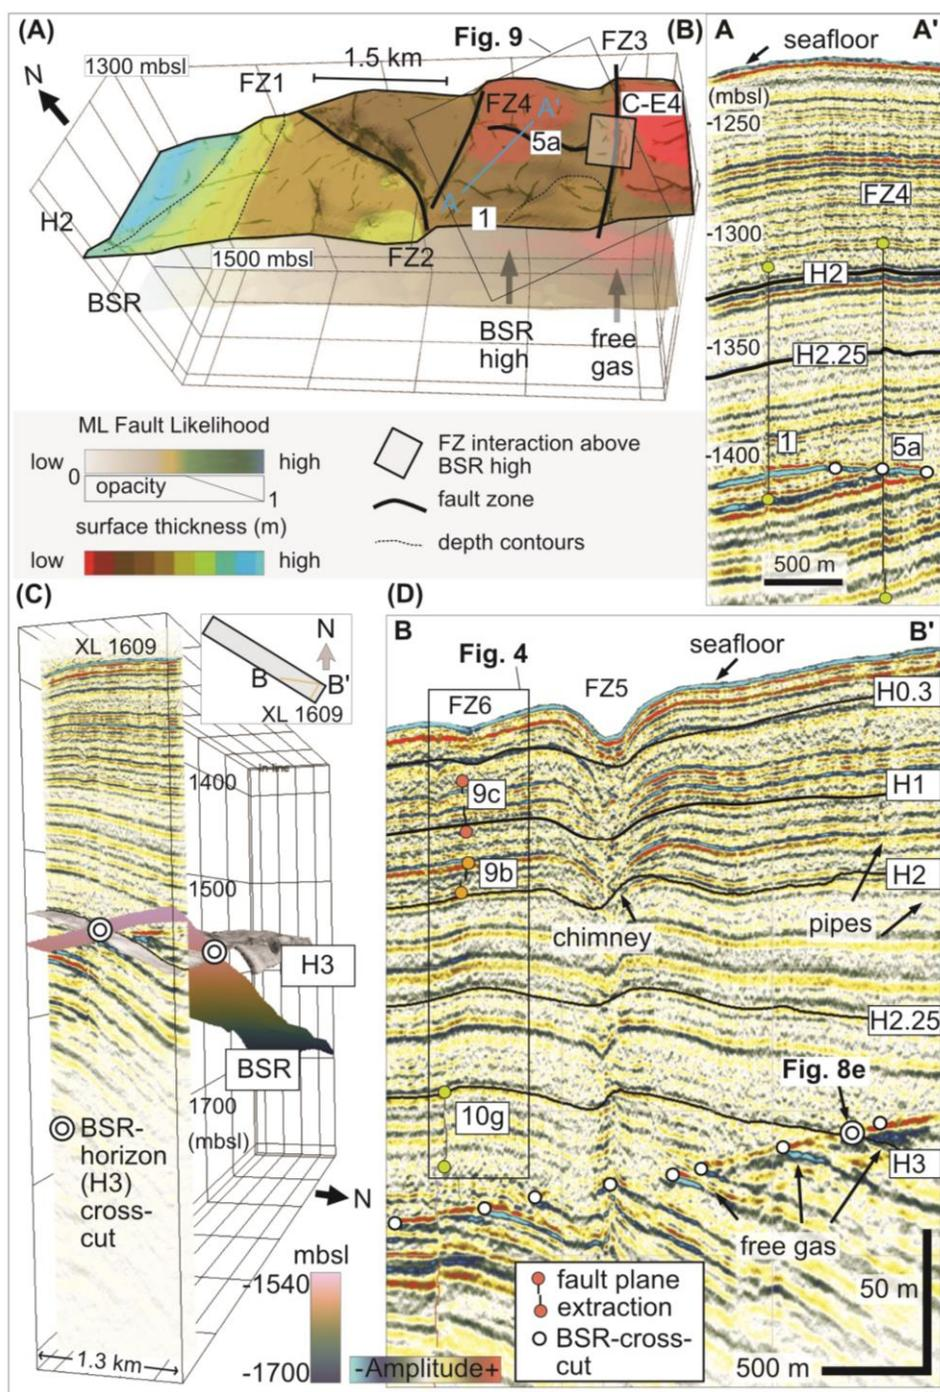 (A)
N
1300 mbsl
FZ1
1.5 km
Fig. 9
FZ3
FZ4
A'
C-E4
5a
A
H2
1
1500 mbsl
FZ2
BSR
BSR
high
free
gas
ML Fault Likelihood
low
high
0
opacity
1
surface thickness (m)
low
high
FZ interaction above
BSR high
fault zone
depth contours
(B)
A
A'
seafloor
(mbsl)
-1250
FZ4
-1300
H2
-1350
H2.25
1
-1400
5a
500 m
(C)
XL 1609
N
B
B'
XL 1609
in-line
1400
1500
H3
BSR
1700
(mbsl)
BSR-
horizon
(H3)
cross-
cut
N
mbsl
-1540
-1700
1.3 km
-Amplitude+
(D)
B
B'
Fig. 4
seafloor
FZ6
FZ5
H0.3
9c
H1
9b
H2
pipes
chimney
H2.25
Fig. 8e
10g
H3
free gas
fault plane
extraction
BSR-cross-
cut
50 m
500 m